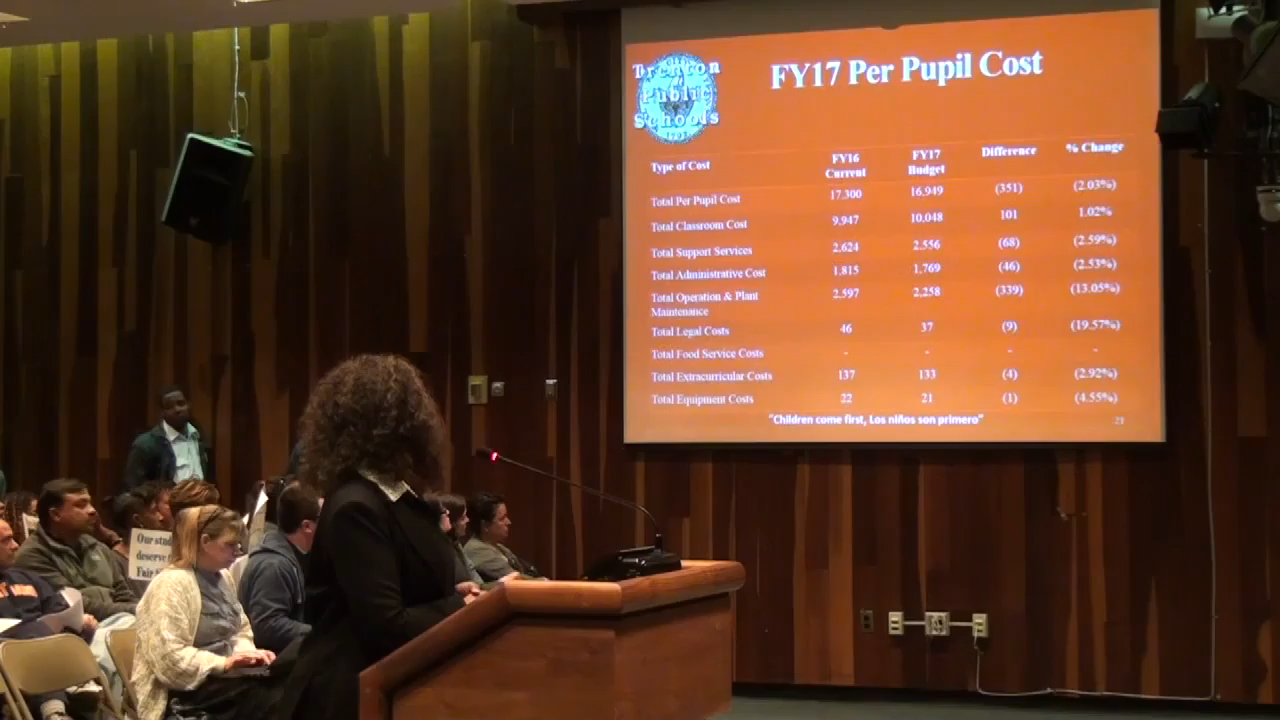 Trenton
Public
Schools
FY17 Per Pupil Cost
Type of Cost FY16 Current FY17 Budget Difference % Change
Total Per Pupil Cost 17,300 16,949 (351) (2.03%)
Total Classroom Cost 9,947 10,048 101 1.02%
Total Support Services 2,624 2,556 (68) (2.59%)
Total Administrative Cost 1,815 1,769 (46) (2.53%)
Total Operation & Plant Maintenance 2,597 2,258 (339) (13.05%)
Total Legal Costs 46 37 (9) (19.57%)
Total Food Service Costs - - - -
Total Extracurricular Costs 137 133 (4) (2.92%)
Total Equipment Costs 22 21 (1) (4.55%)
"Children come first, Los niños son primero"
Our
deserve
Fair